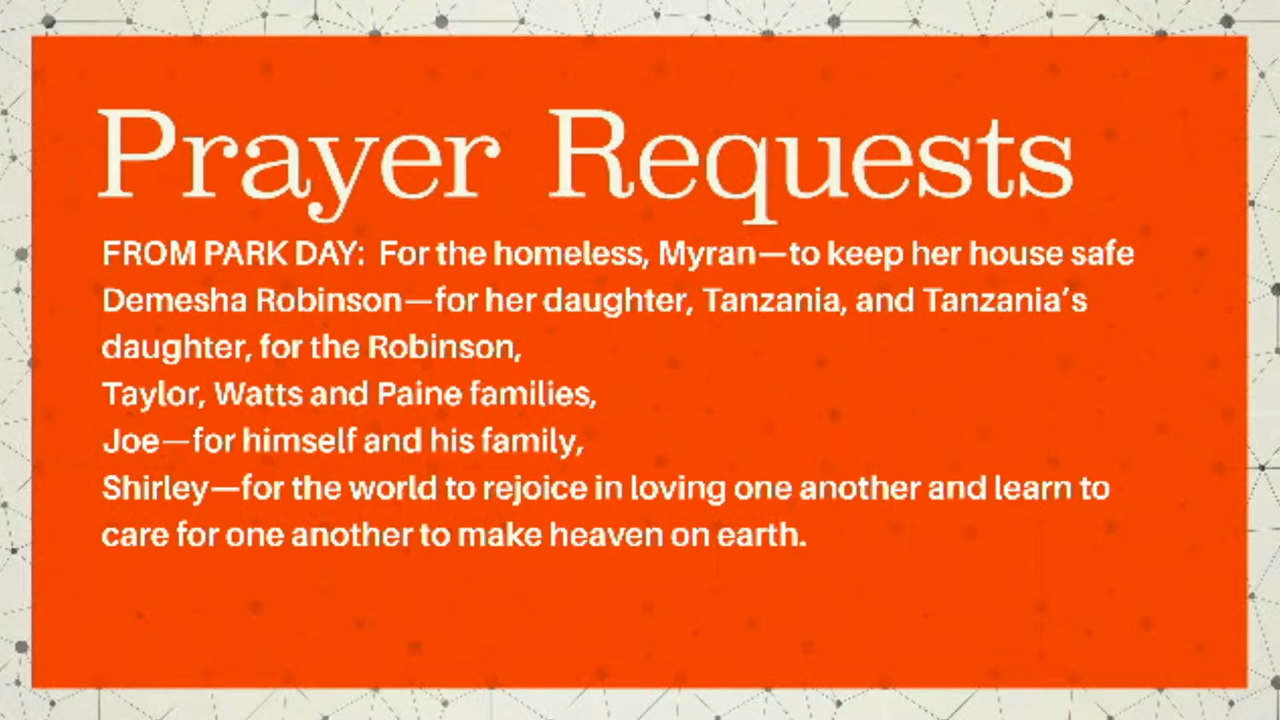 Prayer Requests
FROM PARK DAY:  For the homeless, Myran—to keep her house safe
Demesha Robinson—for her daughter, Tanzania, and Tanzania’s
daughter, for the Robinson,
Taylor, Watts and Paine families,
Joe—for himself and his family,
Shirley—for the world to rejoice in loving one another and learn to
care for one another to make heaven on earth.